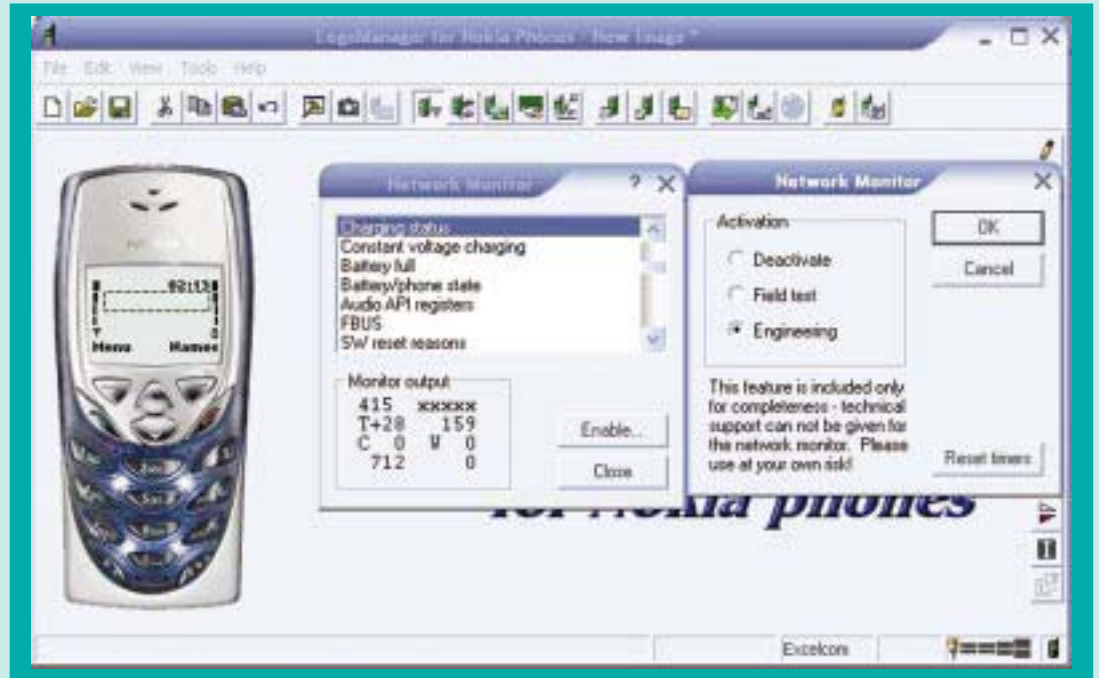 LogoManager for Nokia Phones - New Image *
File Edit View Tools Help
Network Monitor
Charging status
Constant voltage charging
Battery full
Battery/phone state
Audio API registers
FBUS
SW reset reasons
Monitor output
415 xxxxx
T+28 159
C 0 W 0
712 0
Enable...
Close
Network Monitor
Activation
Deactivate
Field test
Engineering
OK
Cancel
This feature is included only
for completeness - technical
support can not be given for
the network monitor. Please
use at your own risk!
Reset timers
NOKIA
02:13
Menu Names
for Nokia phones
Excelcom